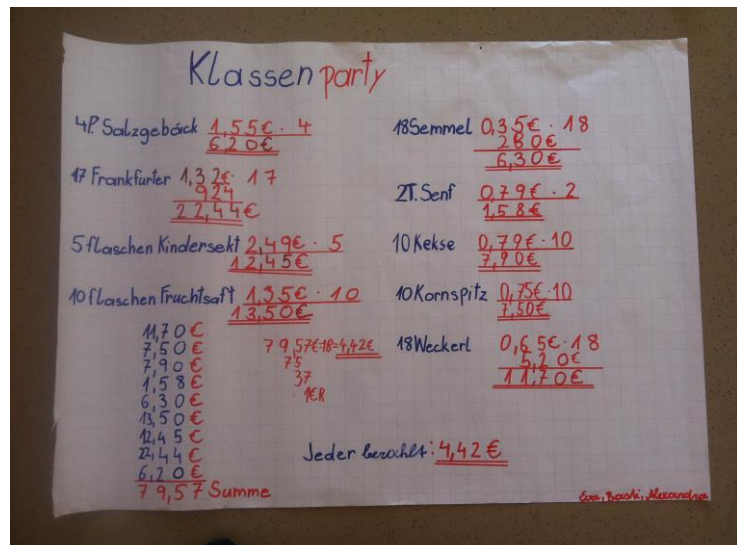 Klassenparty
4P. Salzgebäck 1,55€ · 4
6,20€
17 Frankfurter 1,32€ · 17
924
22,44€
5 flaschen Kindersekt 2,49€ · 5
12,45€
10 flaschen Fruchtsaft 1,35€ · 10
13,50€
18 Semmel 0,35€ · 18
280€
6,30€
2T. Senf 0,79€ · 2
1,58€
10 Kekse 0,79€ · 10
7,90€
10 Kornspitz 0,75€ · 10
7,50€
18 Weckerl 0,65€ · 18
5,20€
11,70€
11,70€
7,50€
7,90€
1,58€
6,30€
13,50€
12,45€
22,44€
6,20€
79,57 Summe
79,57€:18=4,42€
75
37
1€R
Jeder bezahlt: 4,42€
Eva, Basti, Alexandra